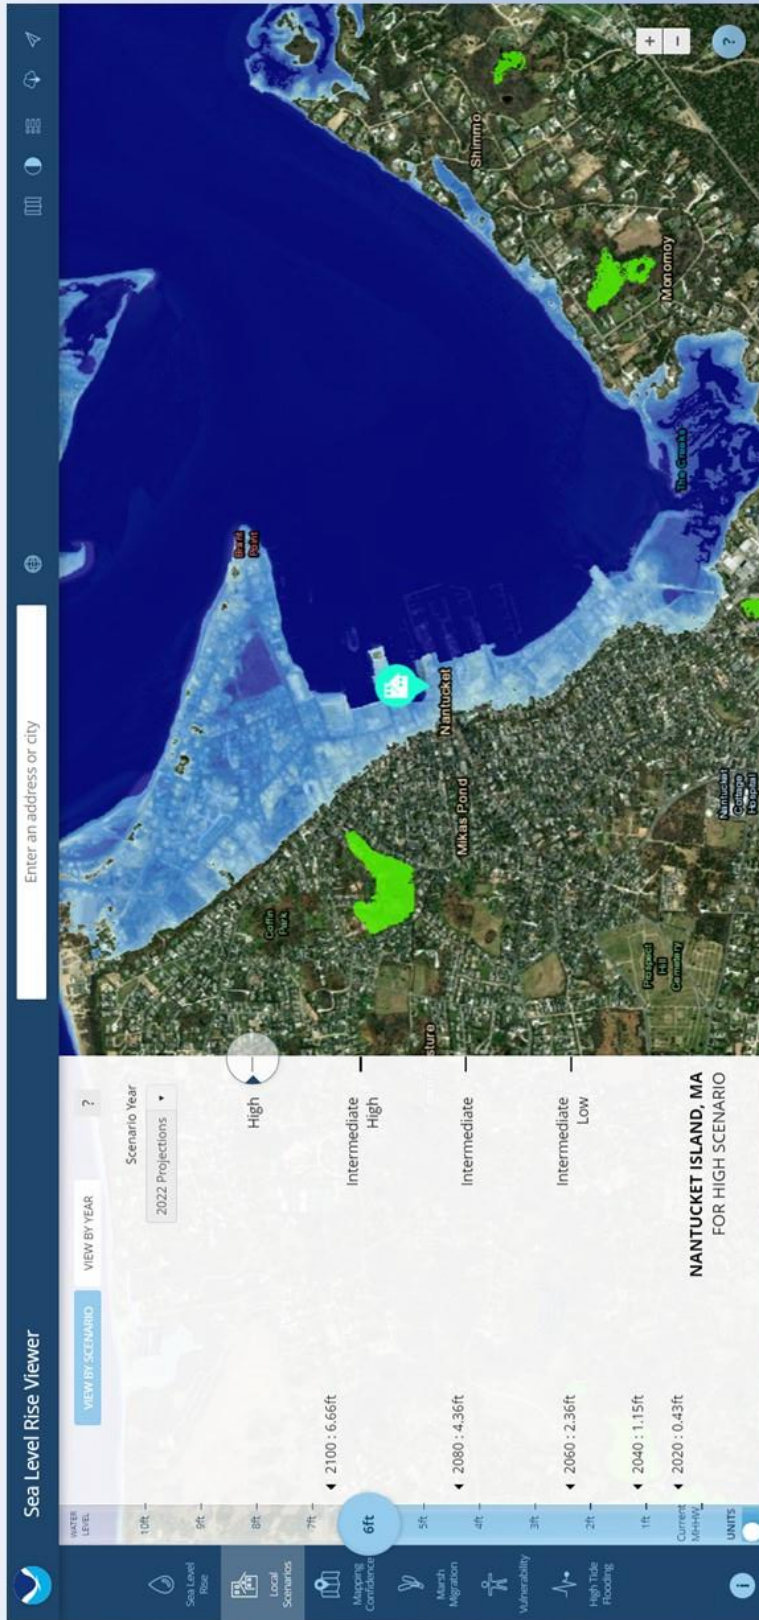 Sea Level Rise Viewer
Enter an address or city
Sea Level
Rise
Local
Scenarios
Mapping
Confidence
Marsh
Migration
Vulnerability
High Tide
Flooding
WATER
LEVEL
10ft
9ft
8ft
7ft
6ft
5ft
4ft
3ft
2ft
1ft
Current
MHHW
UNITS
VIEW BY SCENARIO
VIEW BY YEAR
?
Scenario Year
2022 Projections
High
Intermediate
High
Intermediate
Intermediate
Low
2100 : 6.66ft
2080 : 4.36ft
2060 : 2.36ft
2040 : 1.15ft
2020 : 0.43ft
NANTUCKET ISLAND, MA
FOR HIGH SCENARIO
Brant
Point
Coffin
Park
Nantucket
Mikas Pond
sture
Prospect
Hill
Cemetery
Nantucket
Cottage
Hospital
The Creeks
Monomoy
Shimmo
+
−
?
i